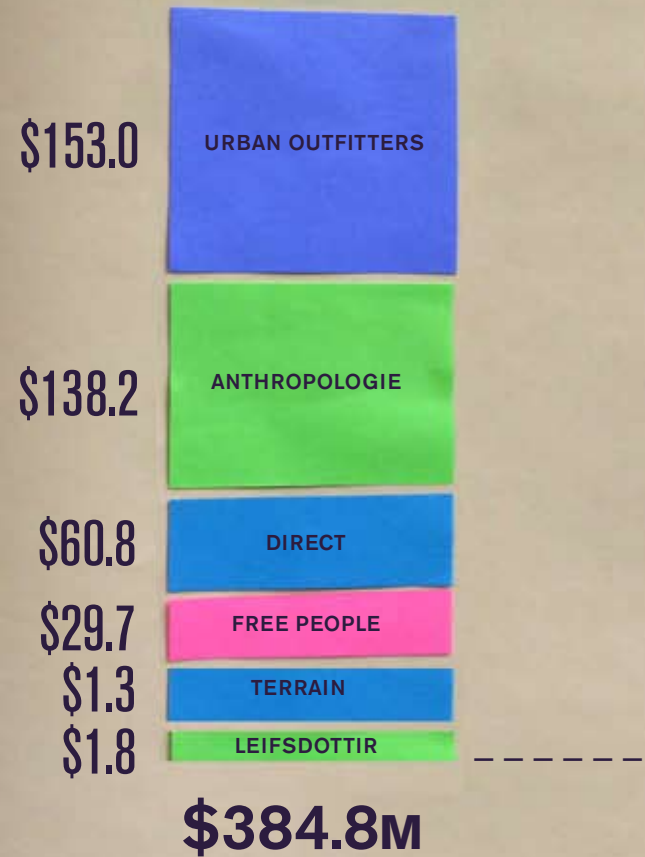 $153.0 URBAN OUTFITTERS
$138.2 ANTHROPOLOGIE
$60.8 DIRECT
$29.7 FREE PEOPLE
$1.3 TERRAIN
$1.8 LEIFSDOTTIR
$384.8M